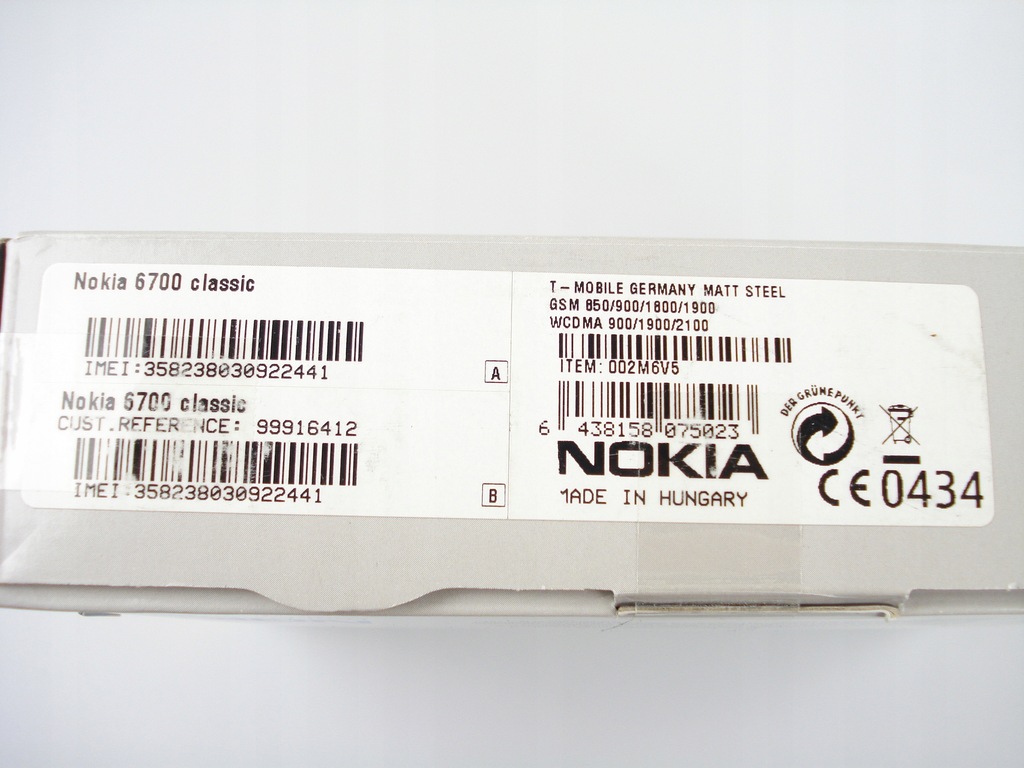 Nokia 6700 classic
IMEI:358238030922441
A
Nokia 6700 classic
CUST.REFERENCE: 99916412
IMEI:358238030922441
B
T-MOBILE GERMANY MATT STEEL
GSM 850/900/1800/1900
WCDMA 900/1900/2100
ITEM: 002M6V5
6 438158 075023
NOKIA
MADE IN HUNGARY
DER GRÜNE PUNKT
CE0434